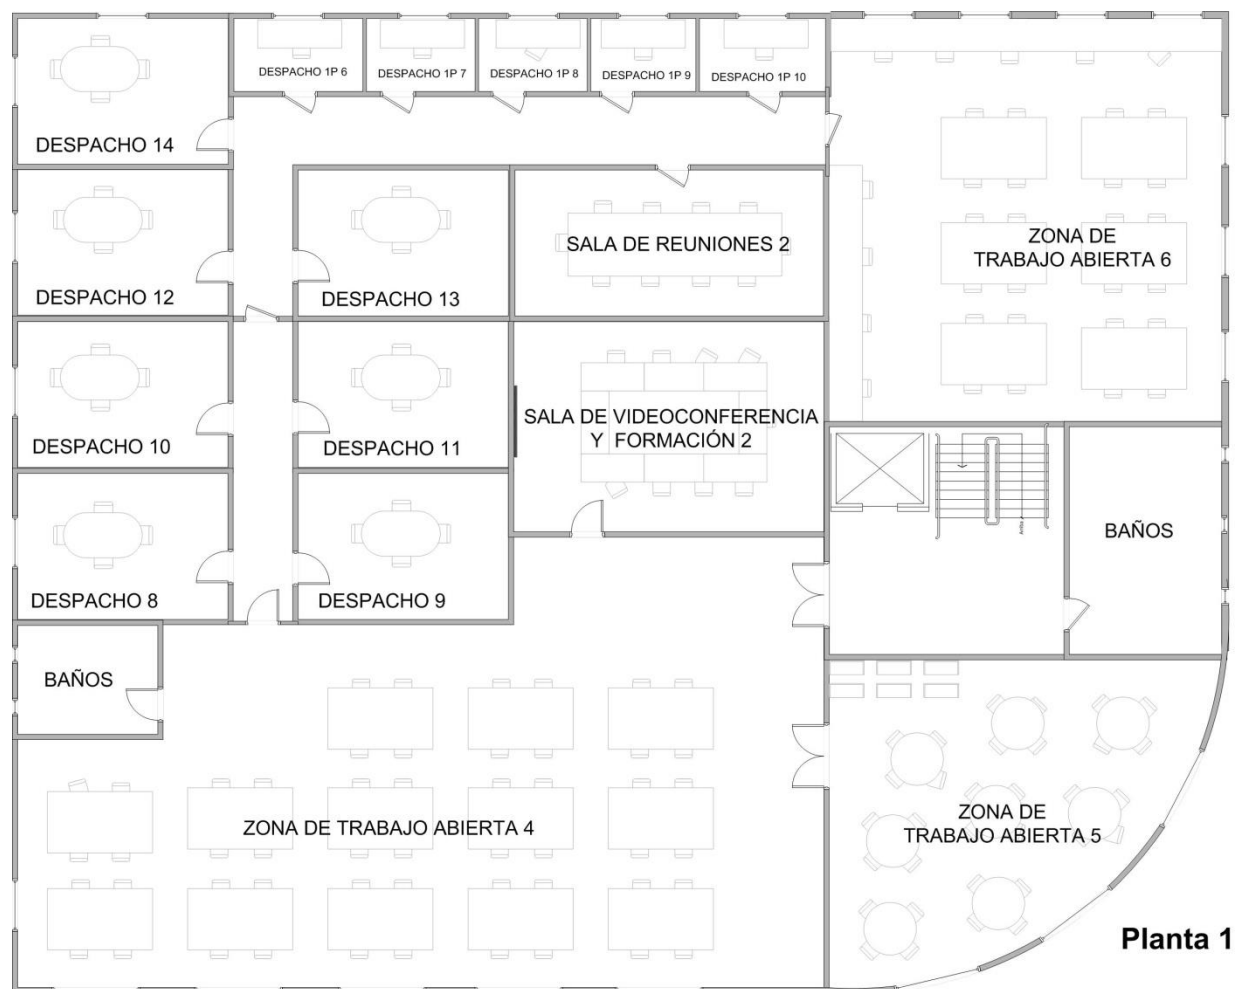 DESPACHO 1P 6
DESPACHO 1P 7
DESPACHO 1P 8
DESPACHO 1P 9
DESPACHO 1P 10
DESPACHO 14
DESPACHO 12
DESPACHO 13
SALA DE REUNIONES 2
ZONA DE
TRABAJO ABIERTA 6
DESPACHO 10
DESPACHO 11
SALA DE VIDEOCONFERENCIA
Y FORMACIÓN 2
Arriba
BAÑOS
DESPACHO 8
DESPACHO 9
BAÑOS
ZONA DE TRABAJO ABIERTA 4
ZONA DE
TRABAJO ABIERTA 5
Planta 1